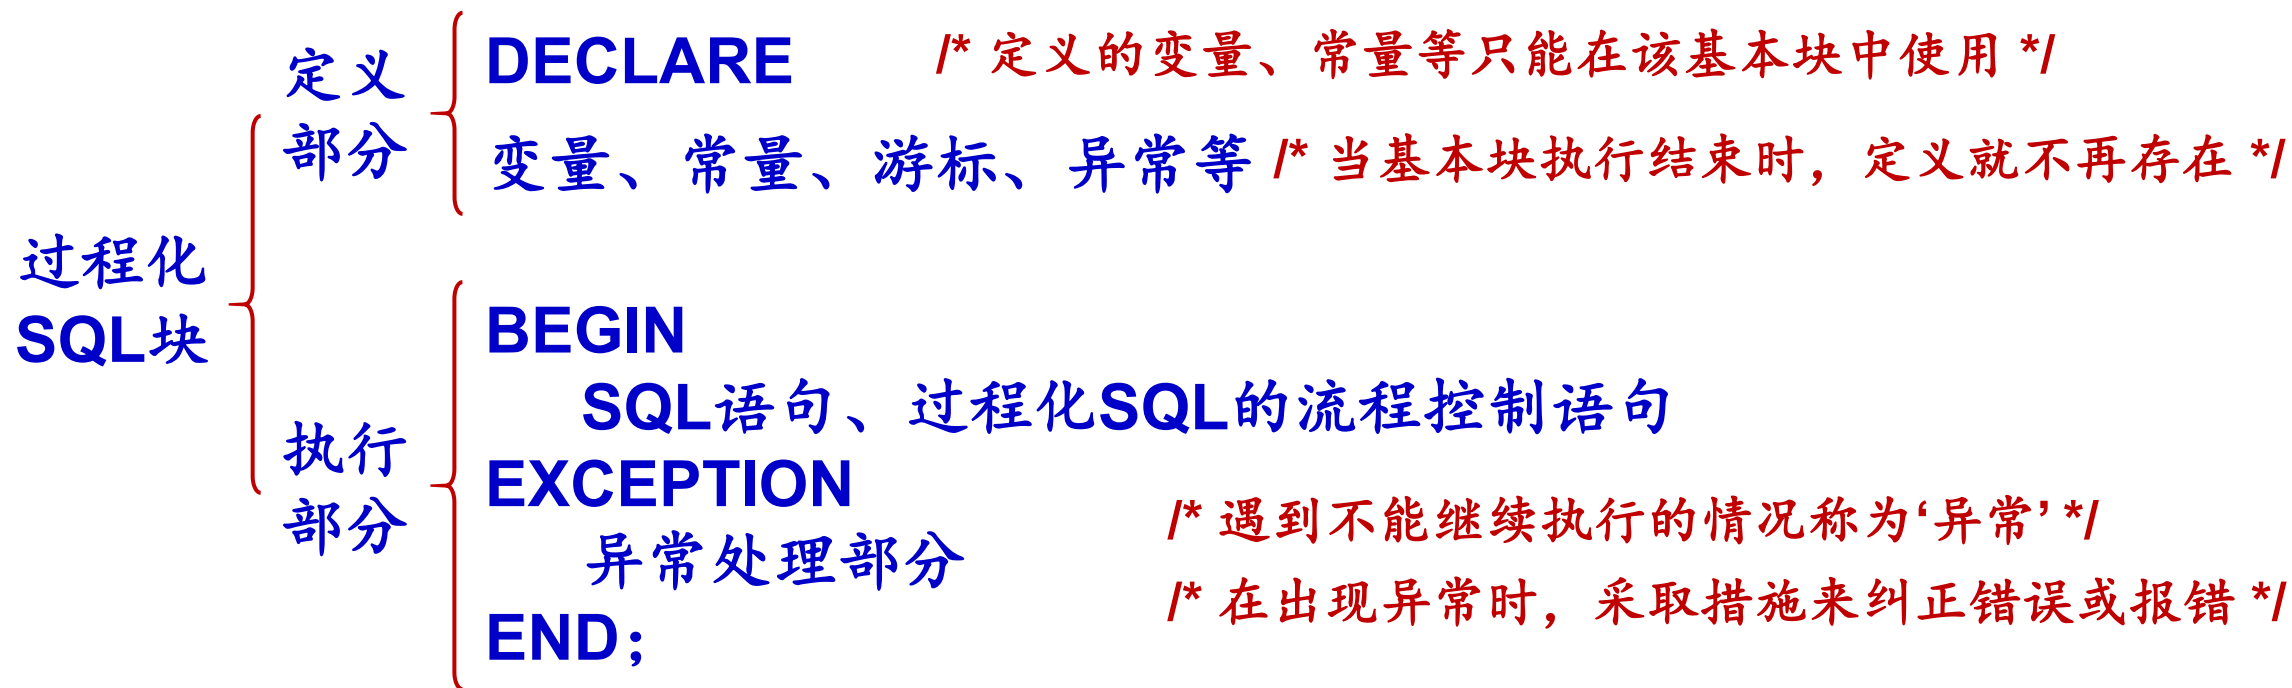 过程化
SQL块
定义
部分
DECLARE /* 定义的变量、常量等只能在该基本块中使用 */
变量、常量、游标、异常等 /* 当基本块执行结束时，定义就不再存在 */
执行
部分
BEGIN
SQL语句、过程化SQL的流程控制语句
EXCEPTION
/* 遇到不能继续执行的情况称为‘异常’ */
异常处理部分
/* 在出现异常时，采取措施来纠正错误或报错 */
END；